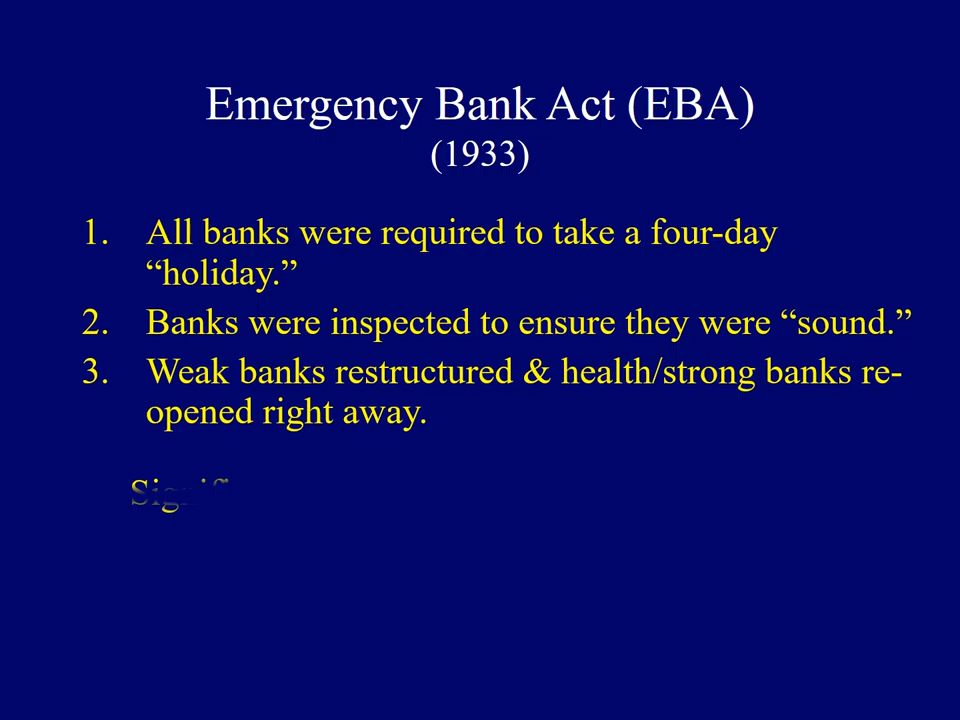 Emergency Bank Act (EBA)
(1933)
1. All banks were required to take a four-day
“holiday.”
2. Banks were inspected to ensure they were “sound.”
3. Weak banks restructured & health/strong banks re-
opened right away.